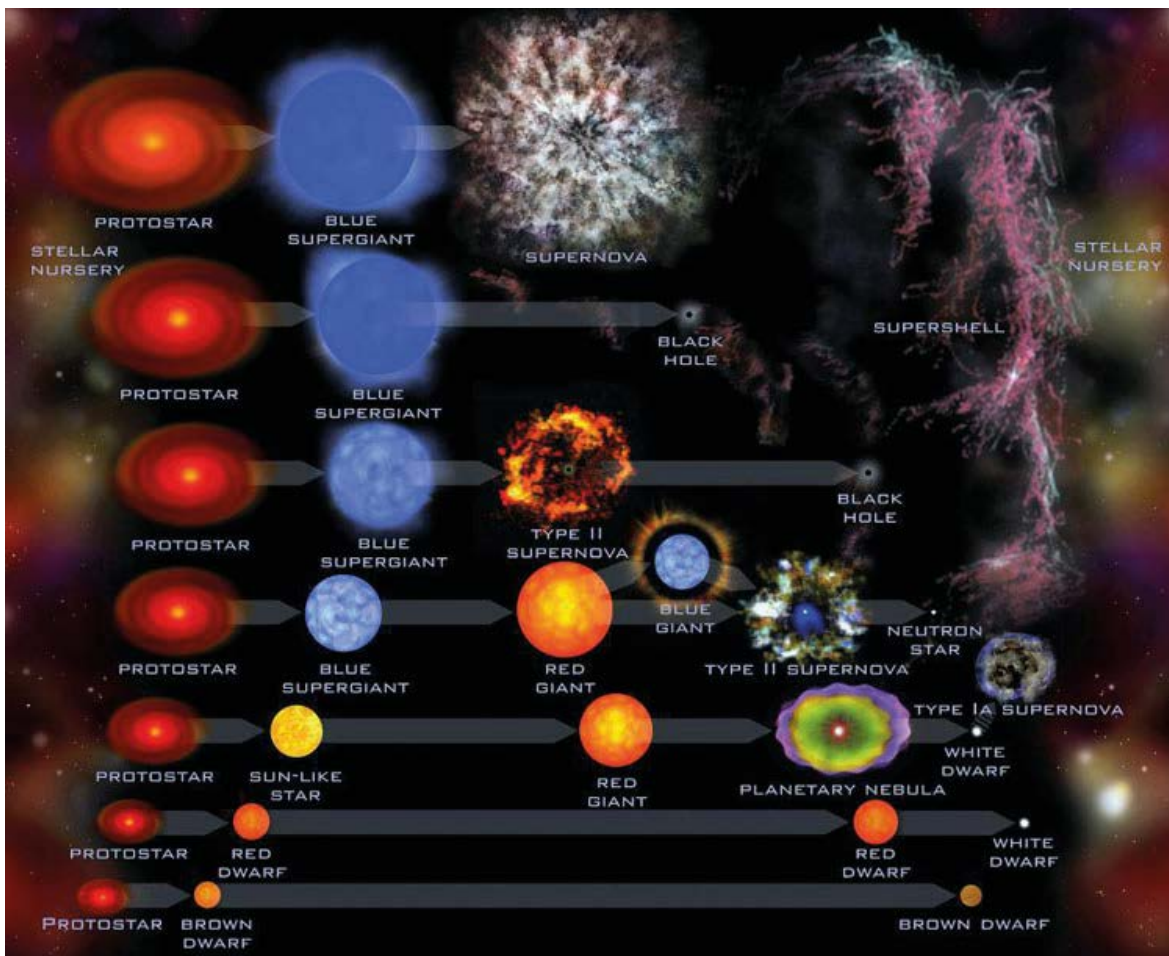 PROTOSTAR
BLUE
SUPERGIANT
SUPERNOVA
STELLAR
NURSERY
STELLAR
NURSERY
PROTOSTAR
BLUE
SUPERGIANT
BLACK
HOLE
SUPERSHELL
PROTOSTAR
BLUE
SUPERGIANT
TYPE II
SUPERNOVA
BLACK
HOLE
PROTOSTAR
BLUE
SUPERGIANT
RED
GIANT
BLUE
GIANT
TYPE II SUPERNOVA
NEUTRON
STAR
TYPE IA SUPERNOVA
PROTOSTAR
SUN-LIKE
STAR
RED
GIANT
PLANETARY NEBULA
WHITE
DWARF
PROTOSTAR
RED
DWARF
RED
DWARF
WHITE
DWARF
PROTOSTAR
BROWN
DWARF
BROWN DWARF